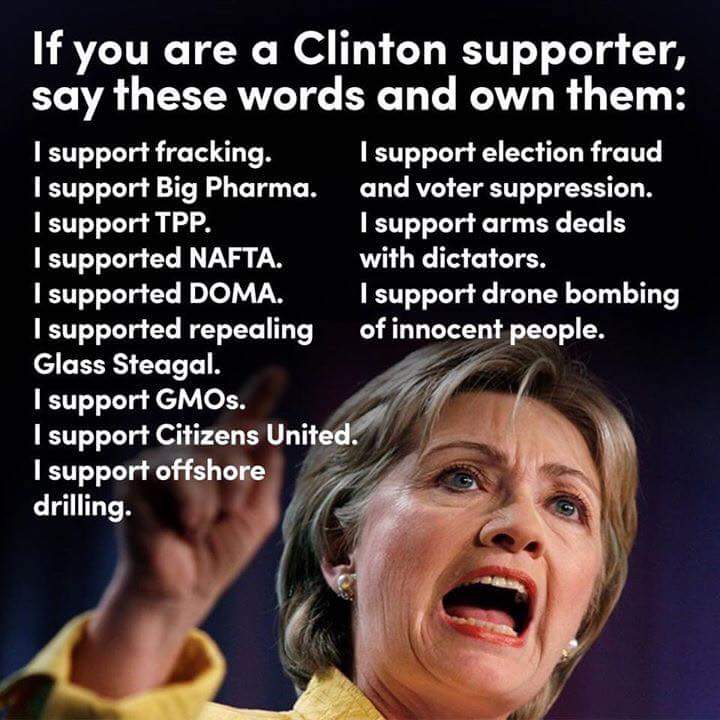 If you are a Clinton supporter,
say these words and own them:
I support fracking.
I support Big Pharma.
I support TPP.
I supported NAFTA.
I supported DOMA.
I supported repealing
Glass Steagal.
I support GMOs.
I support Citizens United.
I support offshore
drilling.
I support election fraud
and voter suppression.
I support arms deals
with dictators.
I support drone bombing
of innocent people.